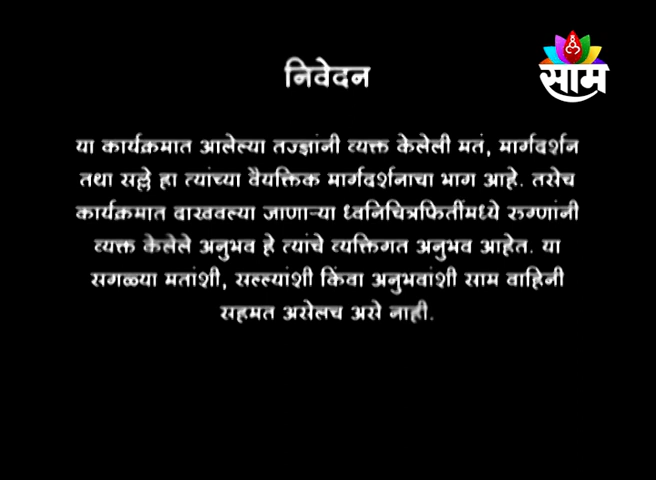 निवेदन
साम
या कार्यक्रमात आलेल्या तज्ज्ञांनी व्यक्त केलेली मतं, मार्गदर्शन
तथा सल्ले हा त्यांच्या वैयक्तिक मार्गदर्शनाचा भाग आहे. तसेच
कार्यक्रमात दाखवल्या जाणाऱ्या ध्वनिचित्रफितींमध्ये रुग्णांनी
व्यक्त केलेले अनुभव हे त्यांचे व्यक्तिगत अनुभव आहेत. या
सगळ्या मतांशी, सल्ल्यांशी किंवा अनुभवांशी साम वाहिनी
सहमत असेलच असे नाही.